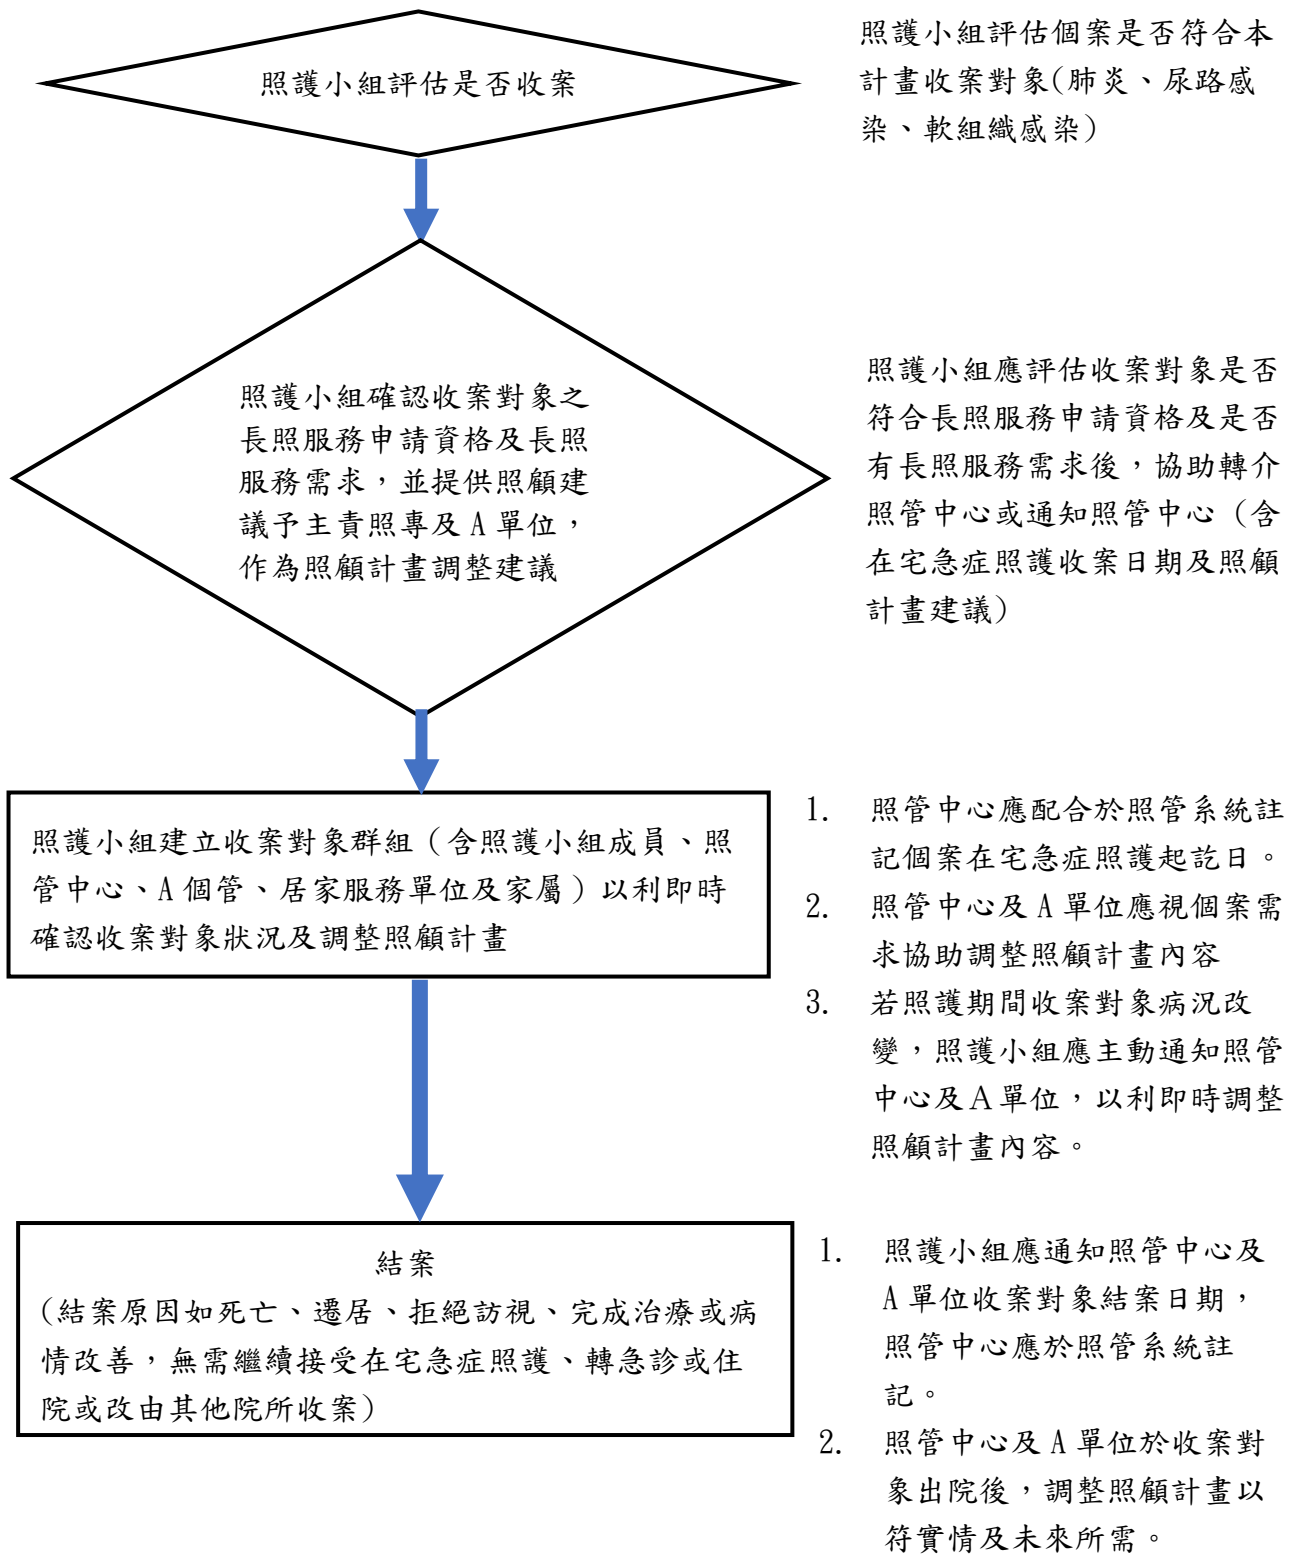 照護小組評估是否收案
照護小組評估個案是否符合本
計畫收案對象(肺炎、尿路感
染、軟組織感染)
照護小組確認收案對象之
長照服務申請資格及長照
服務需求，並提供照顧建
議予主責照專及A單位，
作為照顧計畫調整建議
照護小組應評估收案對象是否
符合長照服務申請資格及是否
有長照服務需求後，協助轉介
照管中心或通知照管中心（含
在宅急症照護收案日期及照顧
計畫建議）
照護小組建立收案對象群組（含照護小組成員、照
管中心、A個管、居家服務單位及家屬）以利即時
確認收案對象狀況及調整照顧計畫
1. 照管中心應配合於照管系統註
記個案在宅急症照護起訖日。
2. 照管中心及A單位應視個案需
求協助調整照顧計畫內容
3. 若照護期間收案對象病況改
變，照護小組應主動通知照管
中心及A單位，以利即時調整
照顧計畫內容。
結案
(結案原因如死亡、遷居、拒絕訪視、完成治療或病
情改善，無需繼續接受在宅急症照護、轉急診或住
院或改由其他院所收案)
1. 照護小組應通知照管中心及
A單位收案對象結案日期，
照管中心應於照管系統註
記。
2. 照管中心及A單位於收案對
象出院後，調整照顧計畫以
符實情及未來所需。